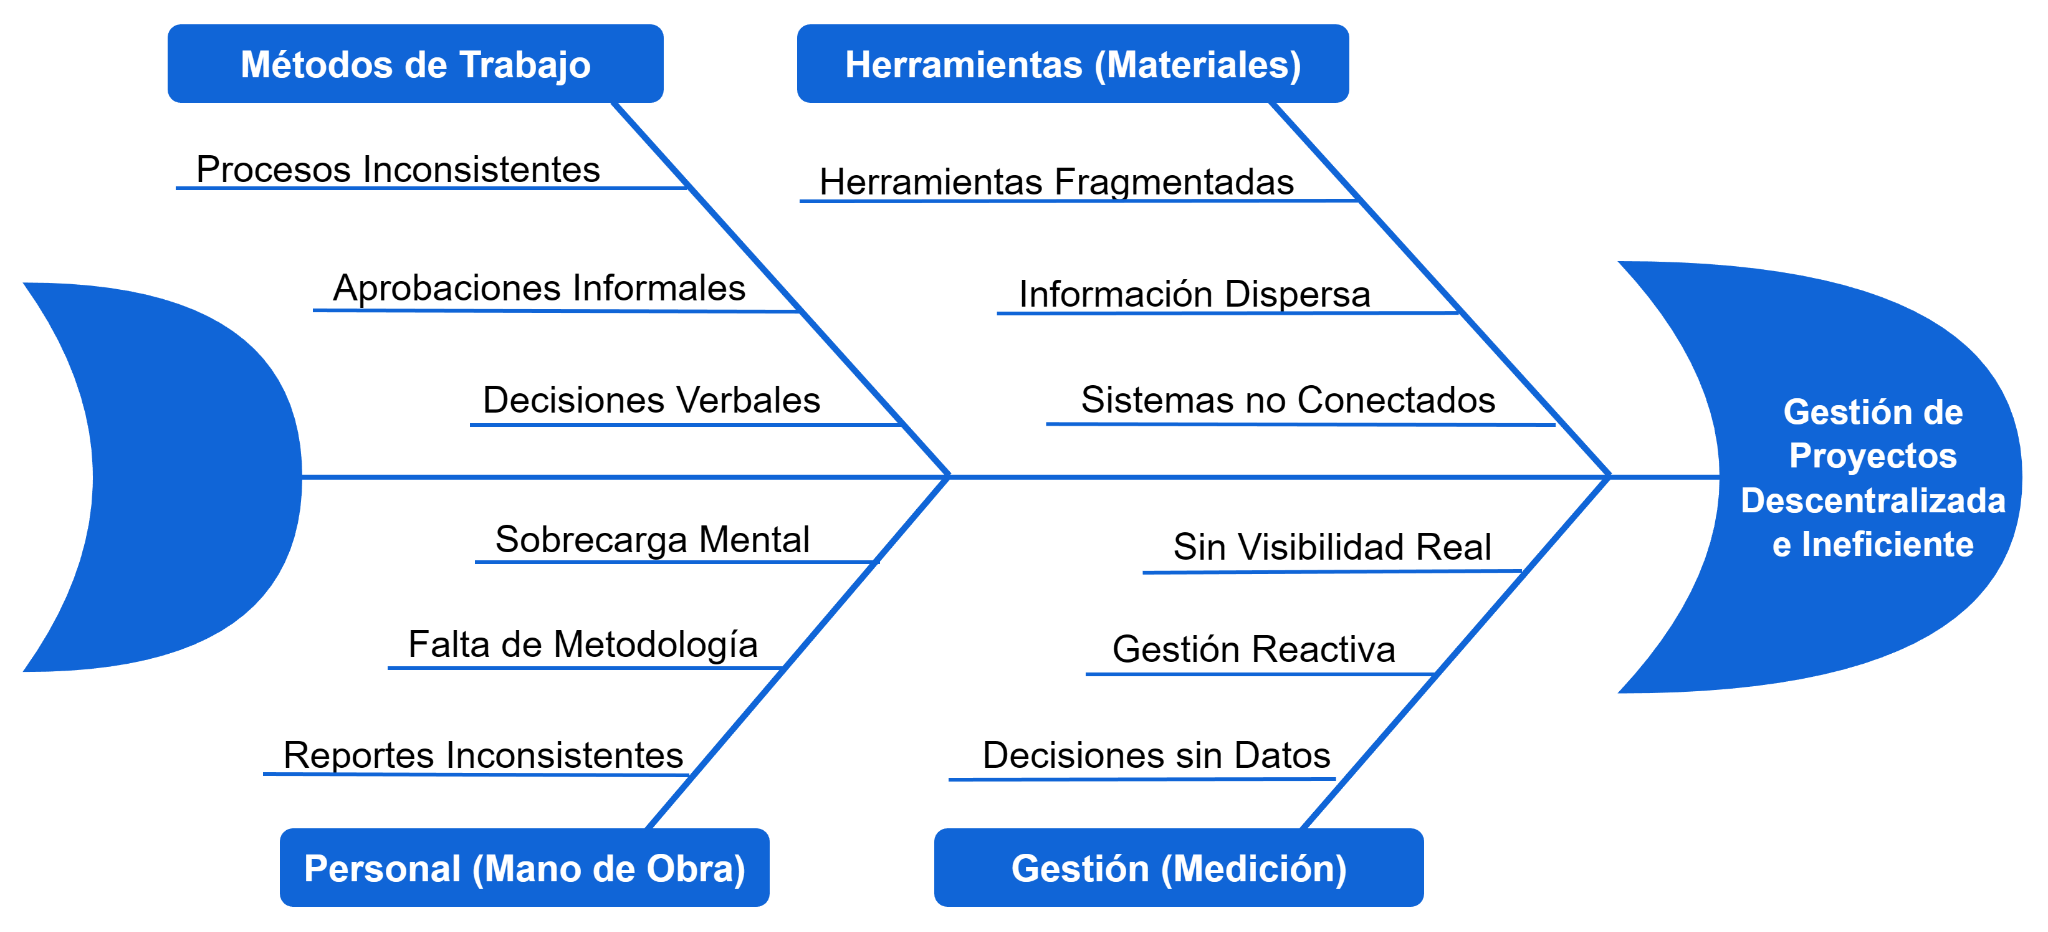 Métodos de Trabajo
Herramientas (Materiales)
Procesos Inconsistentes
Herramientas Fragmentadas
Aprobaciones Informales
Información Dispersa
Decisiones Verbales
Sistemas no Conectados
Gestión de
Proyectos
Descentralizada
e Ineficiente
Sobrecarga Mental
Sin Visibilidad Real
Falta de Metodología
Gestión Reactiva
Reportes Inconsistentes
Decisiones sin Datos
Personal (Mano de Obra)
Gestión (Medición)